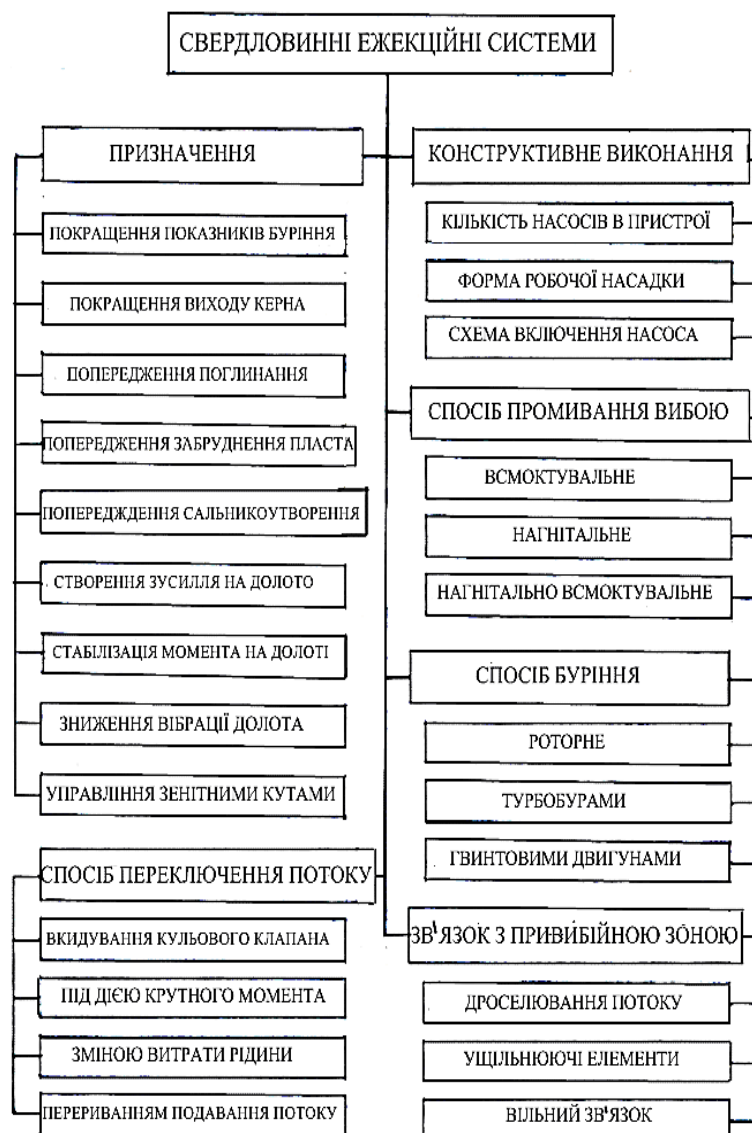 СВЕРДЛОВИННІ ЕЖЕКЦІЙНІ СИСТЕМИ
ПРИЗНАЧЕННЯ
ПОКРАЩЕННЯ ПОКАЗНИКІВ БУРІННЯ
ПОКРАЩЕННЯ ВИХОДУ КЕРНА
ПОПЕРЕДЖЕННЯ ПОГЛИНАННЯ
ПОПЕРЕДЖЕННЯ ЗАБРУДНЕННЯ ПЛАСТА
ПОПЕРЕДЖДЕННЯ САЛЬНИКОУТВОРЕННЯ
СТВОРЕННЯ ЗУСИЛЛЯ НА ДОЛОТО
СТАБІЛІЗАЦІЯ МОМЕНТА НА ДОЛОТІ
ЗНИЖЕННЯ ВІБРАЦІЇ ДОЛОТА
УПРАВЛІННЯ ЗЕНІТНИМИ КУТАМИ
СПОСІБ ПЕРЕКЛЮЧЕННЯ ПОТОКУ
ВКИДУВАННЯ КУЛЬОВОГО КЛАПАНА
ПІД ДІЄЮ КРУТНОГО МОМЕНТА
ЗМІНОЮ ВИТРАТИ РІДИНИ
ПЕРЕРИВАННЯМ ПОДАВАННЯ ПОТОКУ
КОНСТРУКТИВНЕ ВИКОНАННЯ
КІЛЬКІСТЬ НАСОСІВ В ПРИСТРОЇ
ФОРМА РОБОЧОЇ НАСАДКИ
СХЕМА ВКЛЮЧЕННЯ НАСОСА
СПОСІБ ПРОМИВАННЯ ВИБОЮ
ВСМОКТУВАЛЬНЕ
НАГНІТАЛЬНЕ
НАГНІТАЛЬНО ВСМОКТУВАЛЬНЕ
СПОСІБ БУРІННЯ
РОТОРНЕ
ТУРБОБУРАМИ
ГВИНТОВИМИ ДВИГУНАМИ
ЗВ'ЯЗОК З ПРИВИБІЙНОЮ ЗОНОЮ
ДРОСЕЛЮВАННЯ ПОТОКУ
УЩІЛЬНЮЮЧІ ЕЛЕМЕНТИ
ВІЛЬНИЙ ЗВ'ЯЗОК